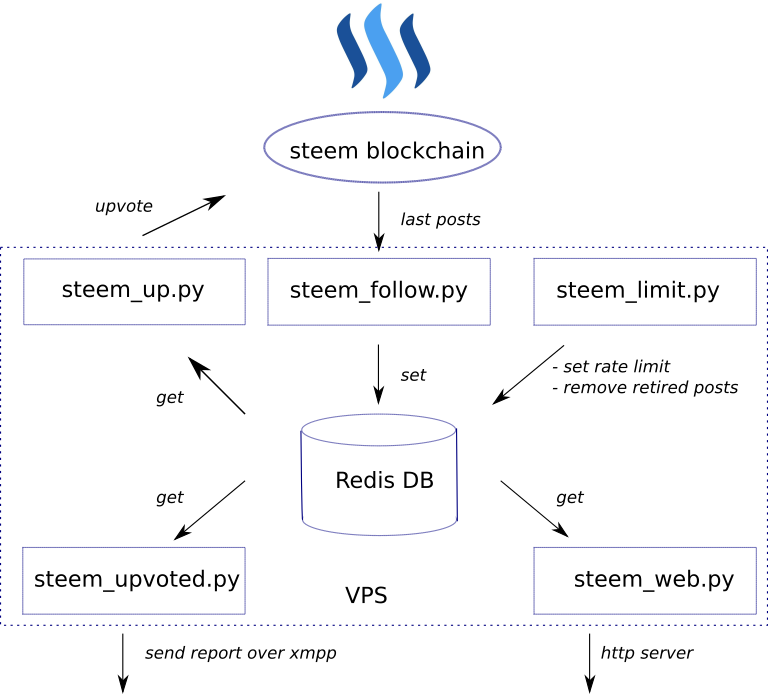 steem blockchain
upvote
last posts
steem_up.py
steem_follow.py
steem_limit.py
set
- set rate limit
- remove retired posts
get
Redis DB
get
get
steem_upvoted.py
VPS
steem_web.py
send report over xmpp
http server